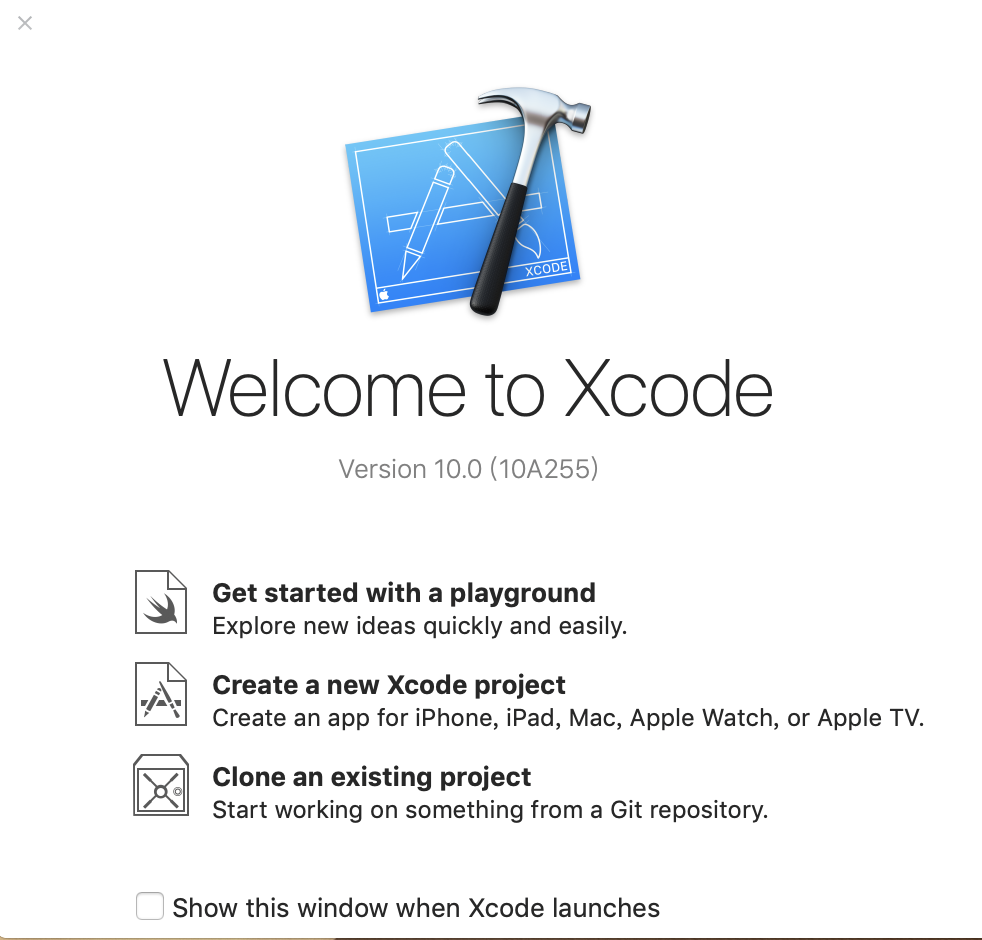 XCODE
Welcome to Xcode
Version 10.0 (10A255)
Get started with a playground
Explore new ideas quickly and easily.
Create a new Xcode project
Create an app for iPhone, iPad, Mac, Apple Watch, or Apple TV.
Clone an existing project
Start working on something from a Git repository.
Show this window when Xcode launches